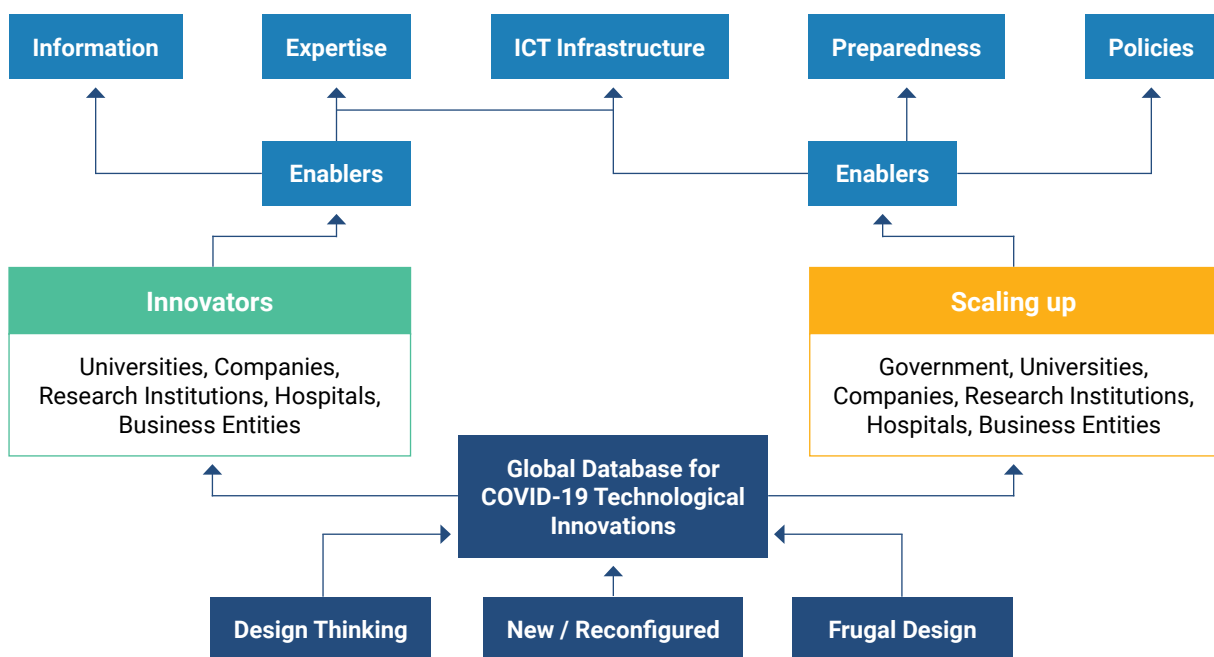 Information
Expertise
ICT Infrastructure
Preparedness
Policies
Enablers
Enablers
Innovators
Universities, Companies,
Research Institutions, Hospitals,
Business Entities
Scaling up
Government, Universities,
Companies, Research Institutions,
Hospitals, Business Entities
Global Database for
COVID-19 Technological
Innovations
Design Thinking
New / Reconfigured
Frugal Design